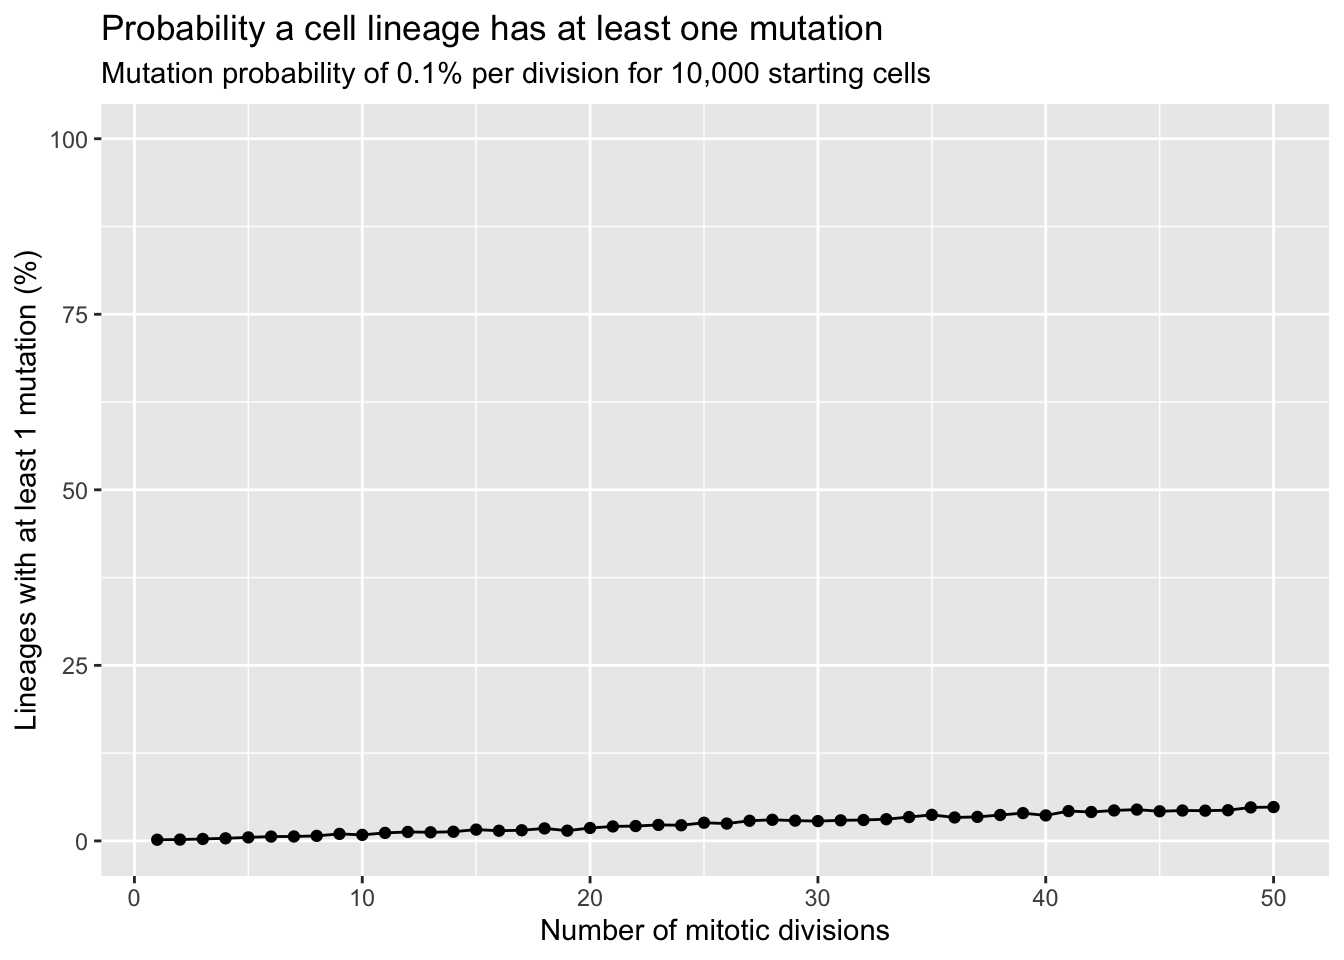 Probability a cell lineage has at least one mutation
Mutation probability of 0.1% per division for 10,000 starting cells
Lineages with at least 1 mutation (%)
100
75
50
25
0
0 10 20 30 40 50
Number of mitotic divisions